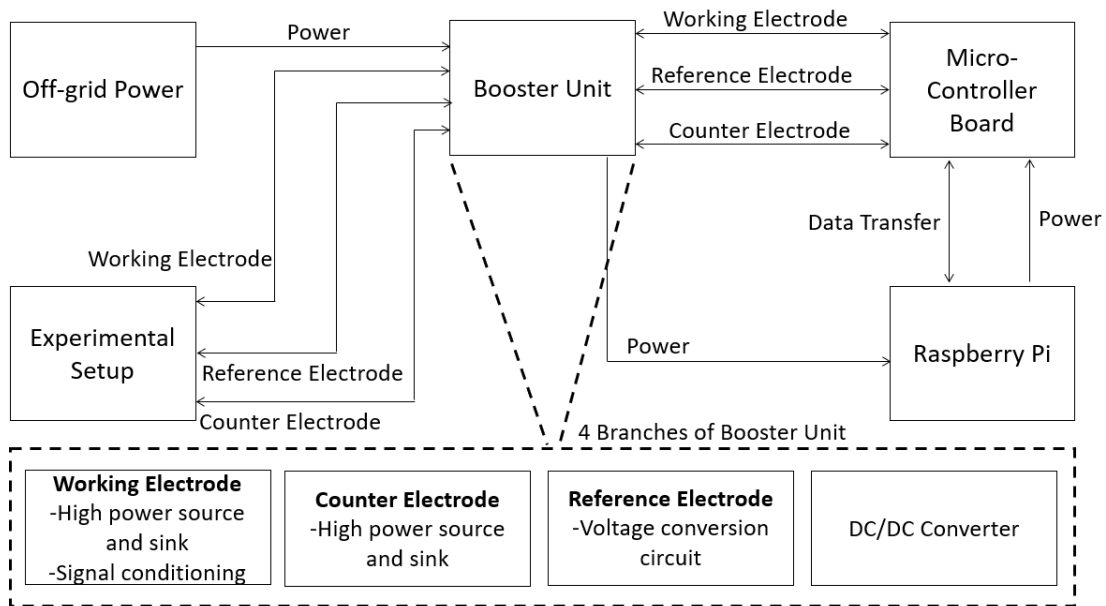 Off-grid Power
Power
Booster Unit
Working Electrode
Reference Electrode
Counter Electrode
Micro-
Controller
Board
Data Transfer
Power
Working Electrode
Experimental
Setup
Reference Electrode
Counter Electrode
Power
Raspberry Pi
4 Branches of Booster Unit
Working Electrode
-High power source
and sink
-Signal conditioning
Counter Electrode
-High power source
and sink
Reference Electrode
-Voltage conversion
circuit
DC/DC Converter